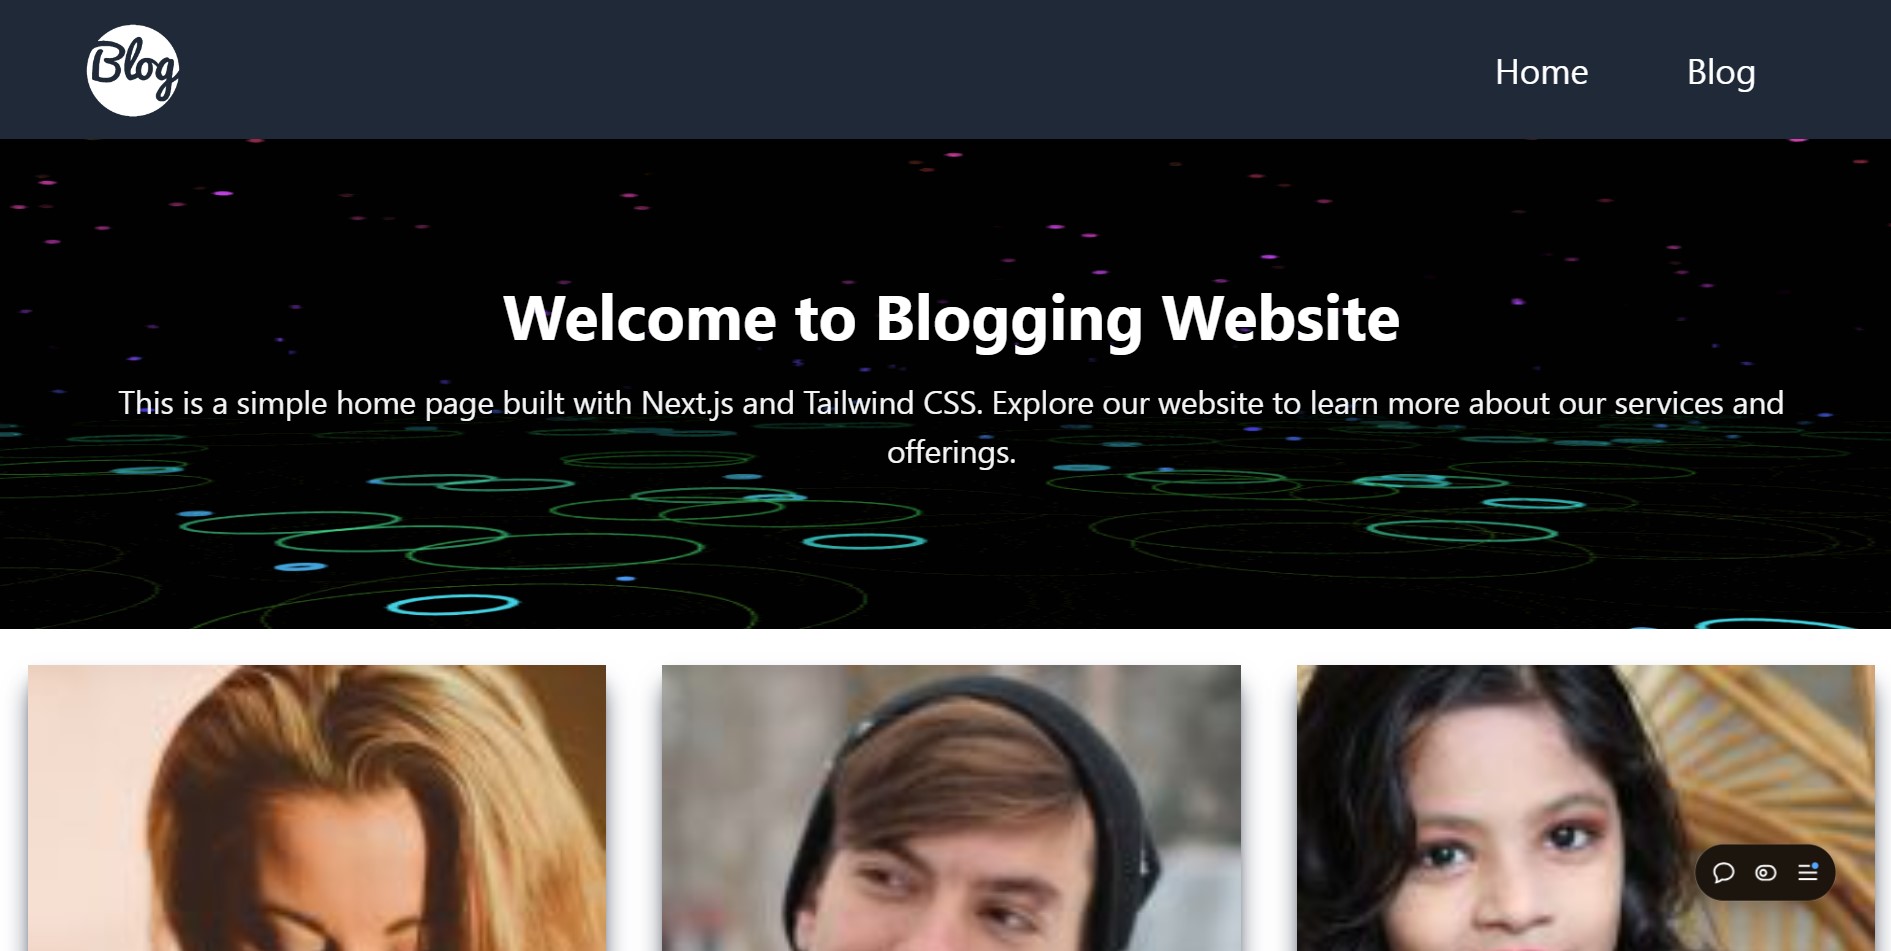 Blog
Home
Blog
Welcome to Blogging Website
This is a simple home page built with Next.js and Tailwind CSS. Explore our website to learn more about our services and
offerings.